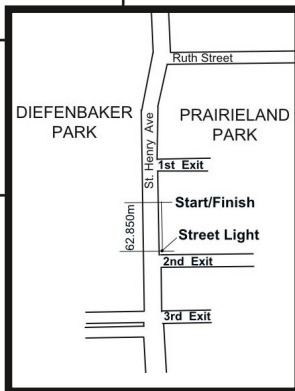 Ruth Street
DIEFENBAKER
PARK
PRAIRIELAND
PARK
St. Henry Ave
1st Exit
Start/Finish
62.850m
Street Light
2nd Exit
3rd Exit